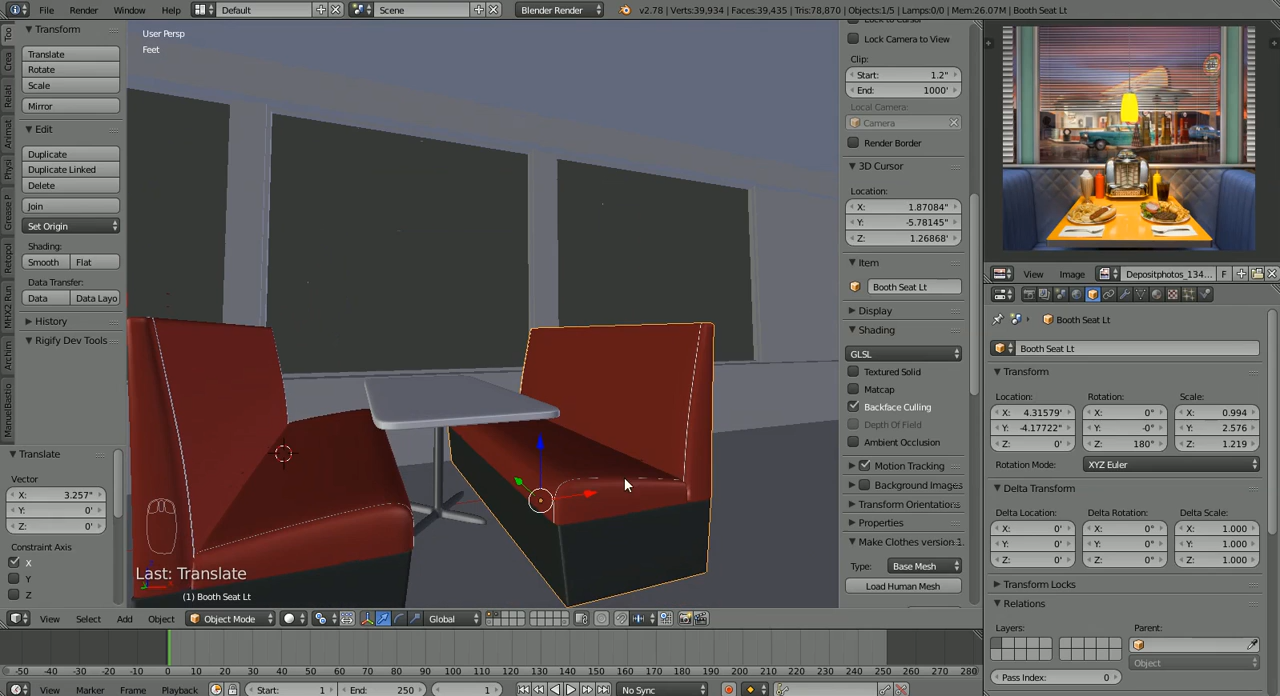 File Render Window Help Default Scene Blender Render v2.78 | Verts:39,934 | Faces:39,435 | Tris:78,870 | Objects:1/5 | Lamps:0/0 | Mem:26.07M | Booth Seat Lt
Transform
Translate
Rotate
Scale
Mirror
Edit
Duplicate
Duplicate Linked
Delete
Join
Set Origin
Shading:
Smooth Flat
Data Transfer:
Data Data Layo
History
Rigify Dev Tools
Too
Crea
Relati
Animat
Physi
Grease P
Retopol
MHX2 Run
Archim
ManuelBastio
Translate
Vector
X: 3.257"
Y: 0'
Z: 0'
Constraint Axis
X
Y
Z
User Persp
Feet
Last: Translate
(1) Booth Seat Lt
Lock Camera to View
Clip:
Start: 1.2"
End: 1000'
Local Camera:
Camera
Render Border
3D Cursor
Location:
X: 1.87084"
Y: -5.78145"
Z: 1.26868"
Item
Booth Seat Lt
Display
Shading
GLSL
Textured Solid
Matcap
Backface Culling
Depth Of Field
Ambient Occlusion
Motion Tracking
Background Images
Transform Orientation
Properties
Make Clothes version 1.
Type: Base Mesh
Load Human Mesh
View Image Depositphotos_134... F
Booth Seat Lt
Booth Seat Lt
Transform
Location: Rotation: Scale:
X: 4.31579' X: 0° X: 0.994
Y: -4.17722' Y: -0° Y: 2.576
Z: 0' Z: 180° Z: 1.219
Rotation Mode: XYZ Euler
Delta Transform
Delta Location: Delta Rotation: Delta Scale:
X: 0' X: 0° X: 1.000
Y: 0' Y: 0° Y: 1.000
Z: 0' Z: 0° Z: 1.000
Transform Locks
Relations
Layers: Parent:
Object
Pass Index: 0
View Select Add Object Object Mode Global
-50 -40 -30 -20 -10 0 10 20 30 40 50 60 70 80 90 100 110 120 130 140 150 160 170 180 190 200 210 220 230 240 250 260 270 280
View Marker Frame Playback Start: 1 End: 250 1 No Sync